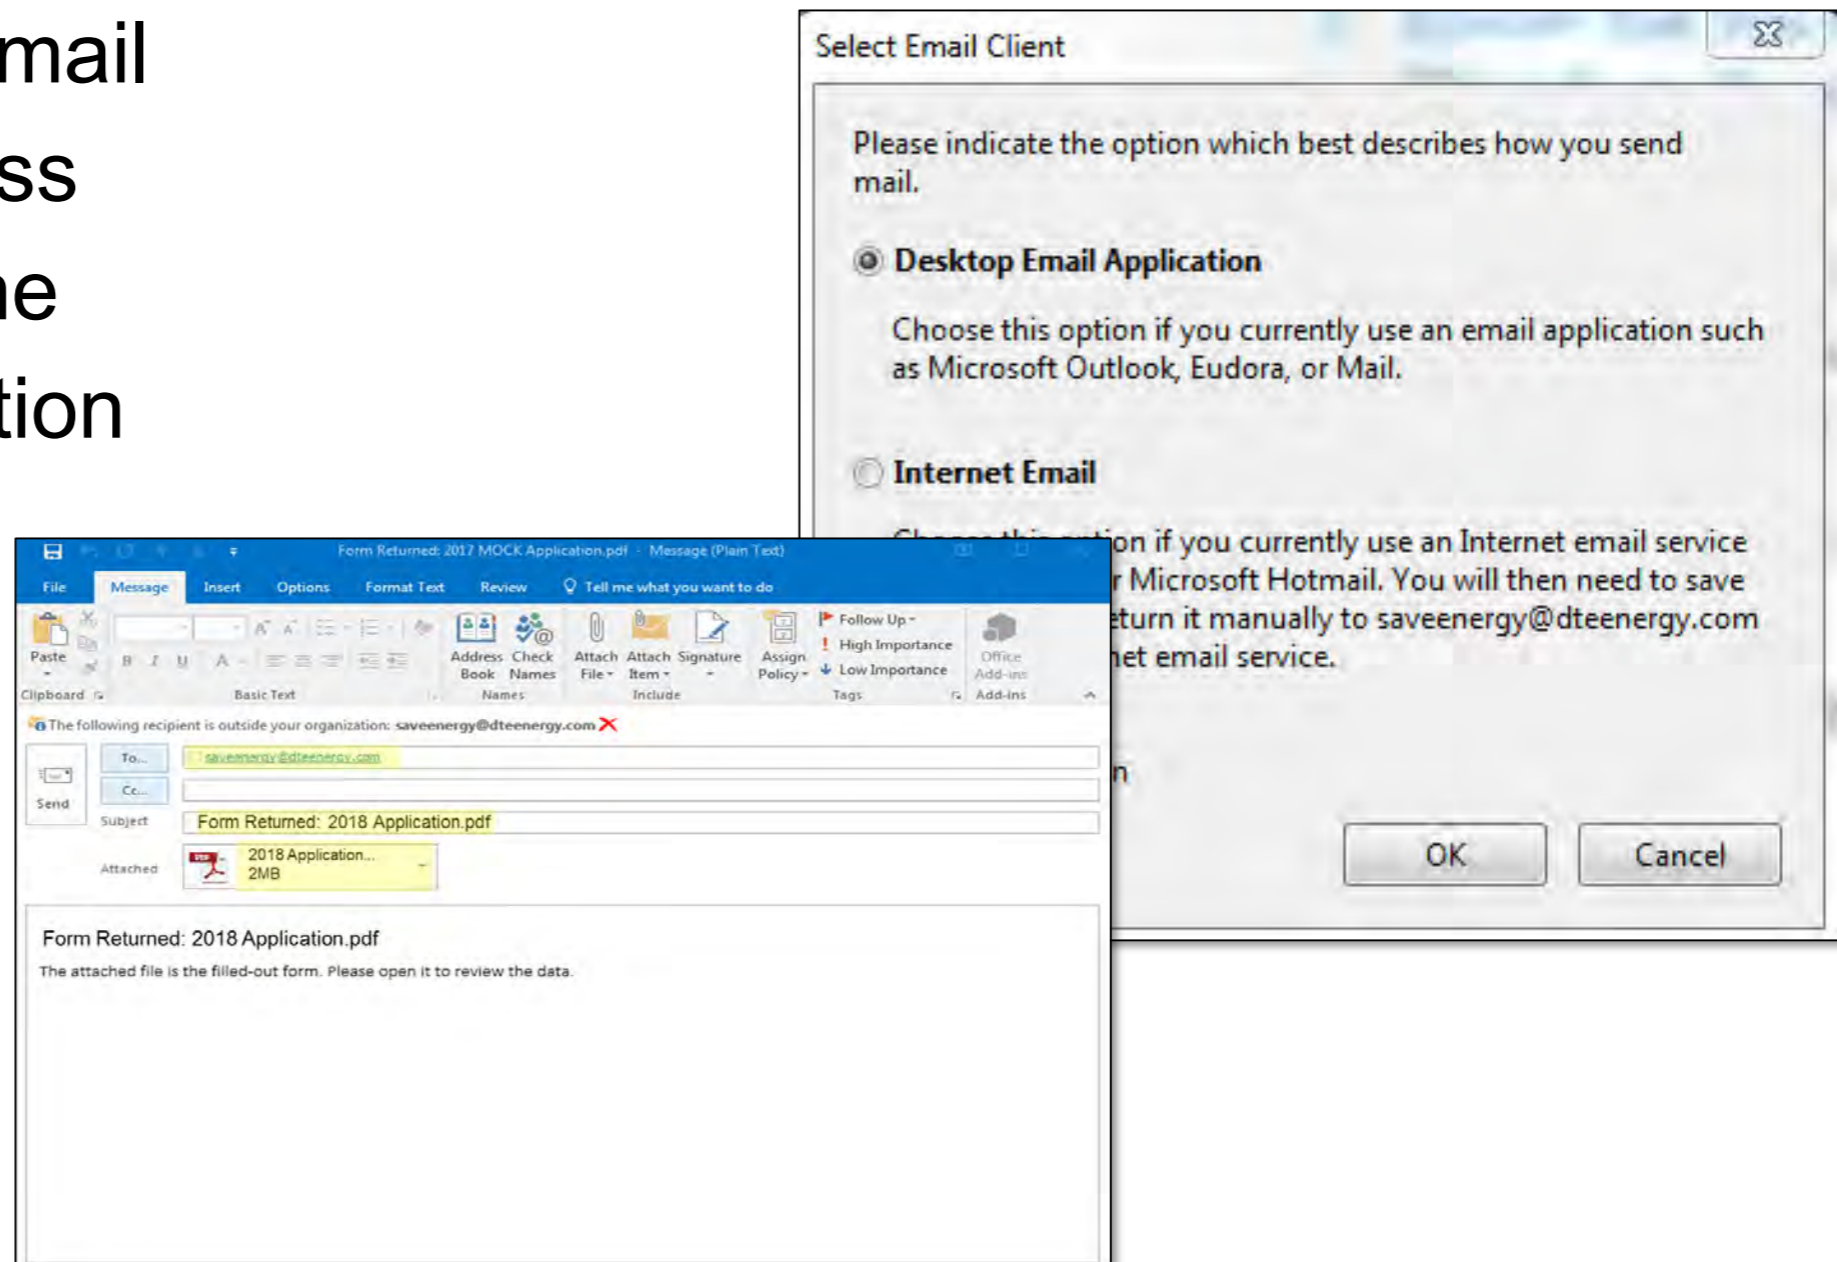 mail
ss
ne
tion
Select Email Client
Please indicate the option which best describes how you send
mail.
Desktop Email Application
Choose this option if you currently use an email application such
as Microsoft Outlook, Eudora, or Mail.
Internet Email
Choose this option if you currently use an Internet email service
r Microsoft Hotmail. You will then need to save
eturn it manually to saveenergy@dteenergy.com
net email service.
n
OK Cancel
Form Returned: 2017 MOCK Application.pdf - Message (Plain Text)
File Message Insert Options Format Text Review Tell me what you want to do
Paste
B I U A
Address Book
Check Names
Attach File
Attach Item
Signature
Assign Policy
Follow Up
High Importance
Low Importance
Office Add-ins
Clipboard Basic Text Names Include Tags Add-ins
The following recipient is outside your organization: saveenergy@dteenergy.com
Send
To... saveenergy@dteenergy.com
Cc...
Subject Form Returned: 2018 Application.pdf
Attached 2018 Application...
2MB
Form Returned: 2018 Application.pdf
The attached file is the filled-out form. Please open it to review the data.